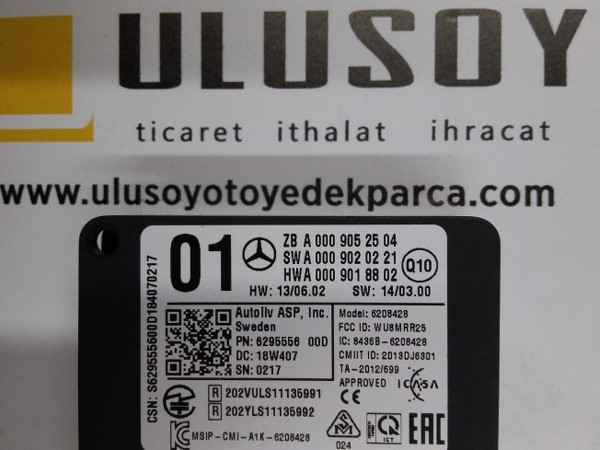 ULUSOY
ticaret ithalat ihracat
www.ulusoyotoyedekparca.com
01
ZB A 000 905 25 04
SW A 000 902 02 21
HW A 000 901 88 02
Q10
HW: 13/06.02 SW: 14/03.00
CSN: S629555600D184070217
Autoliv ASP, Inc.
Sweden
PN: 6295556 00D
DC: 18W407
SN: 0217
Model: 6208428
FCC ID: WU8MRR25
IC: 8436B-6208428
CMIIT ID: 2013DJ6301
TA-2012/699
APPROVED ICASA
R 202VULS11135991
R 202YLS11135992
CE
MSIP-CMI-A1K-6208428
024
IET
EAC